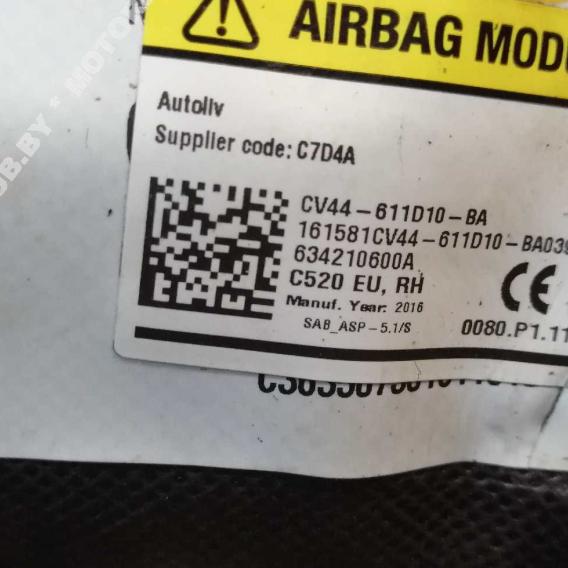 AIRBAG MODU
Autoliv
Supplier code: C7D4A
CV44-611D10-BA
161581CV44-611D10-BA039
634210600A
C520 EU, RH
Manuf. Year: 2016
CE
SAB_ASP-5.1/S
0080.P1.11